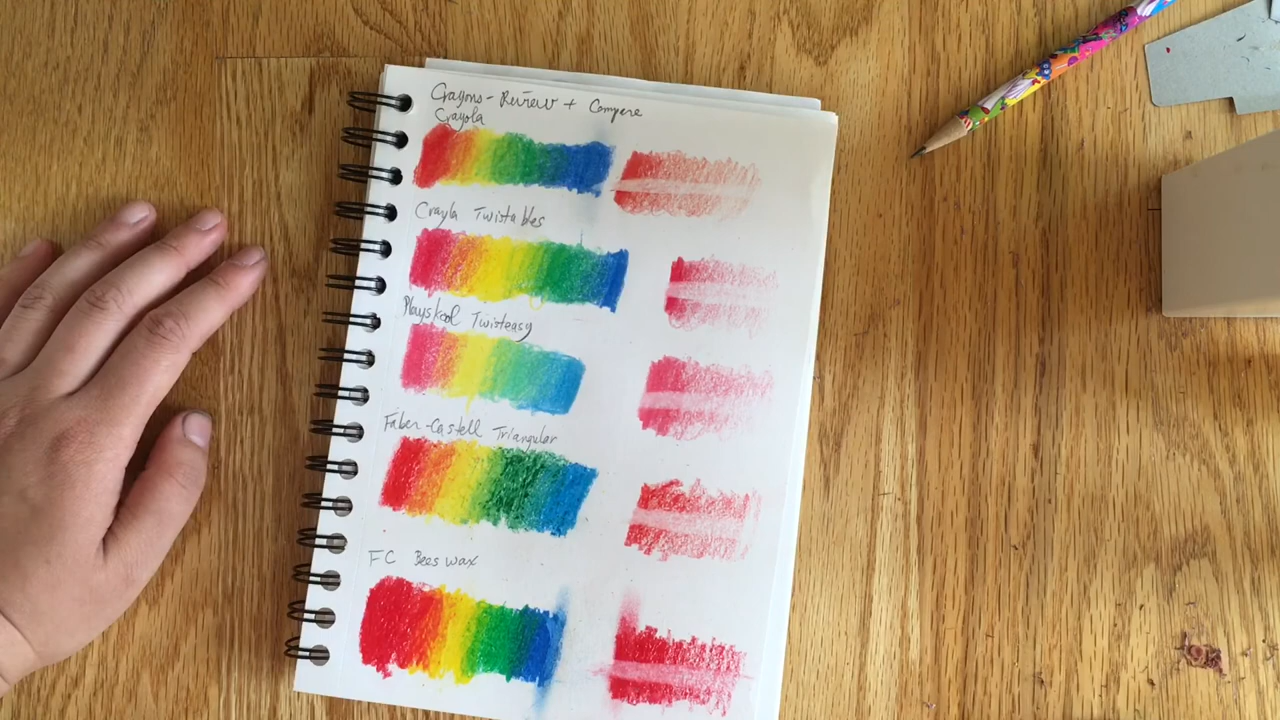 Crayons - Review + Compare
Crayola
Crayla Twistables
Playskool Twisteasy
Faber-Castell Triangular
FC Bees wax